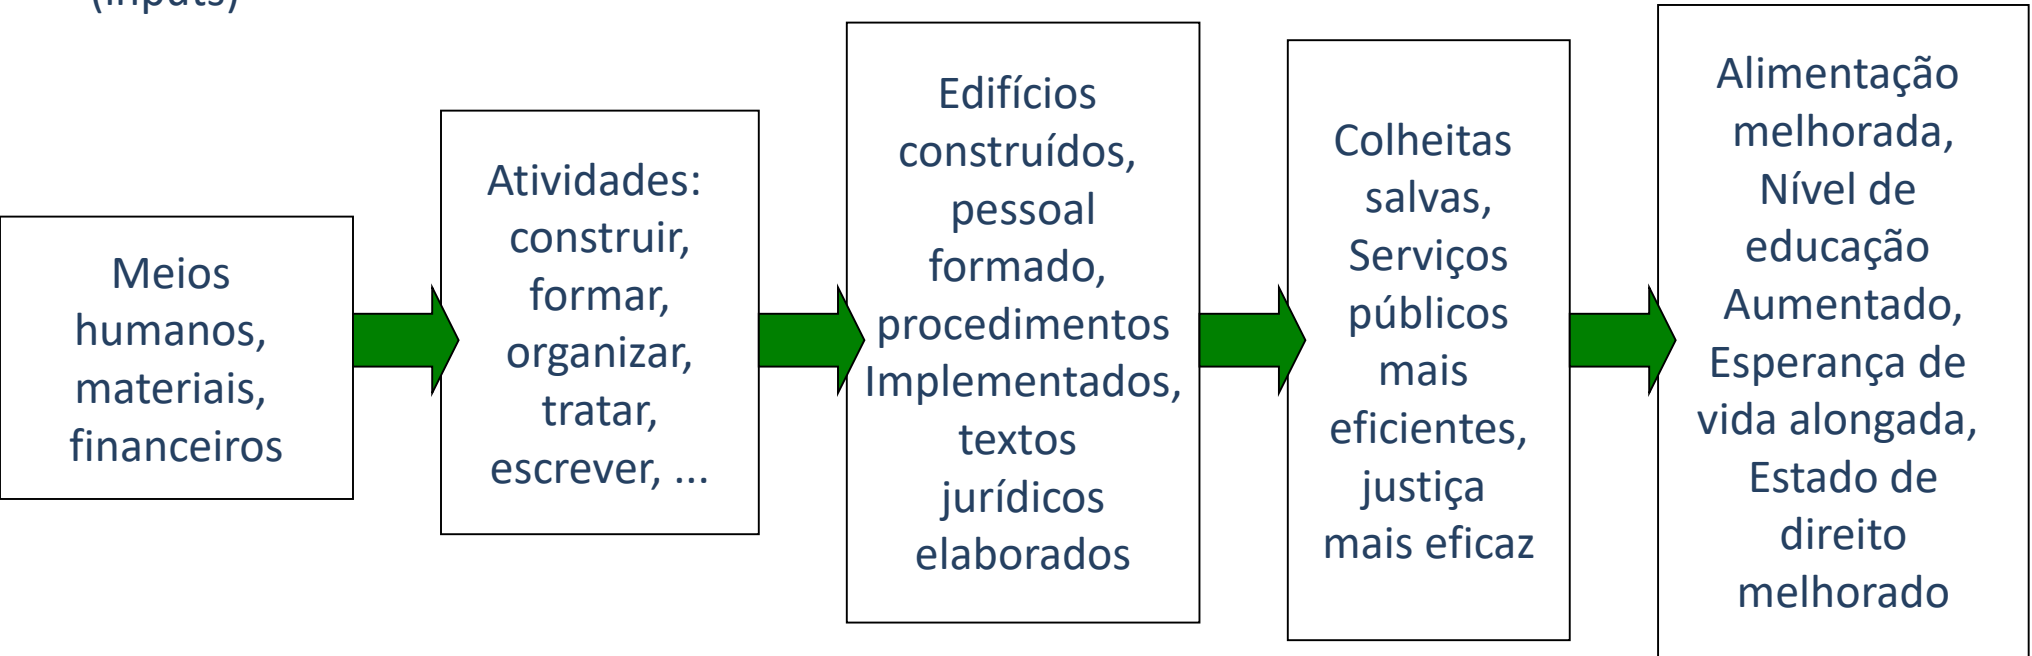 (inputs)
Meios
humanos,
materiais,
financeiros
Atividades:
construir,
formar,
organizar,
tratar,
escrever, ...
Edifícios
construídos,
pessoal
formado,
procedimentos
Implementados,
textos
jurídicos
elaborados
Colheitas
salvas,
Serviços
públicos
mais
eficientes,
justiça
mais eficaz
Alimentação
melhorada,
Nível de
educação
Aumentado,
Esperança de
vida alongada,
Estado de
direito
melhorado